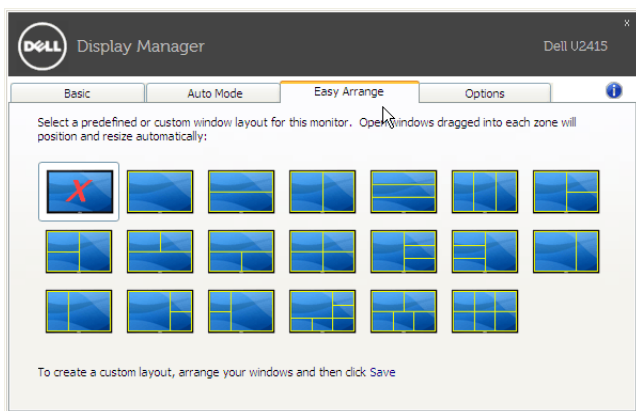 DELL Display Manager Dell U2415
x
Basic Auto Mode Easy Arrange Options
Select a predefined or custom window layout for this monitor. Open windows dragged into each zone will
position and resize automatically:
X
To create a custom layout, arrange your windows and then click Save